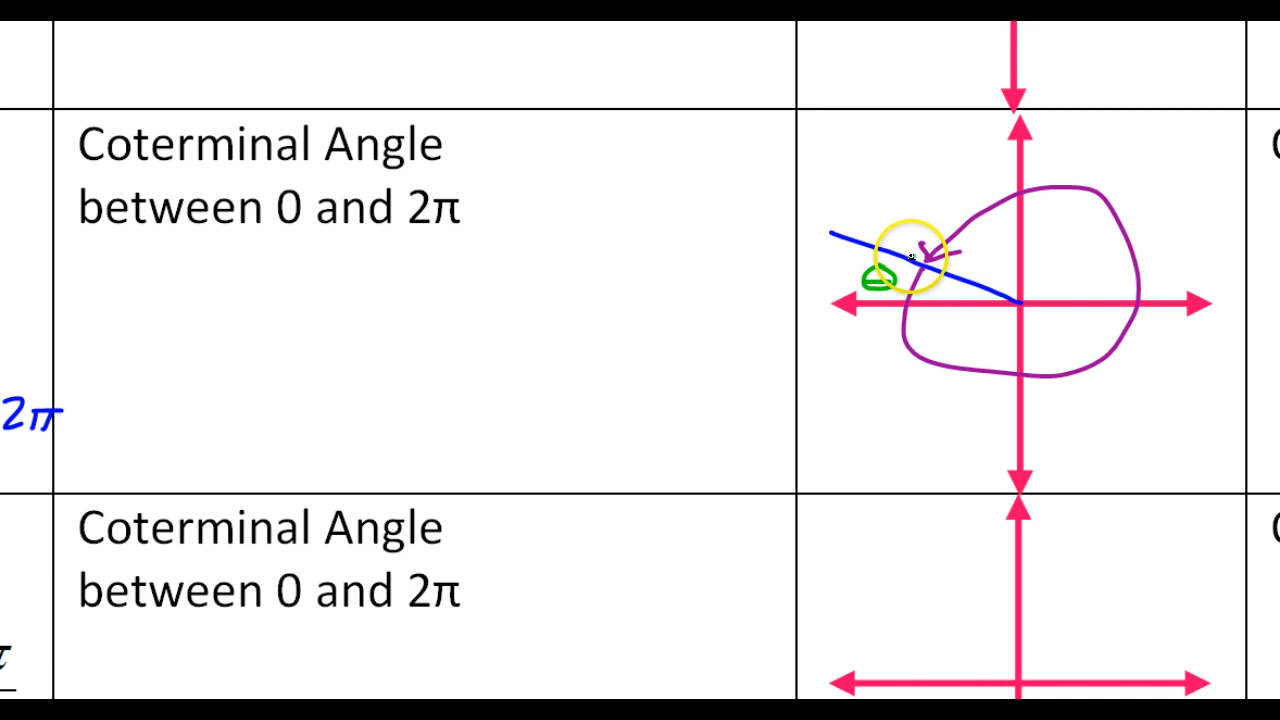 Coterminal Angle
between 0 and 2π
2π
Coterminal Angle
between 0 and 2π
π